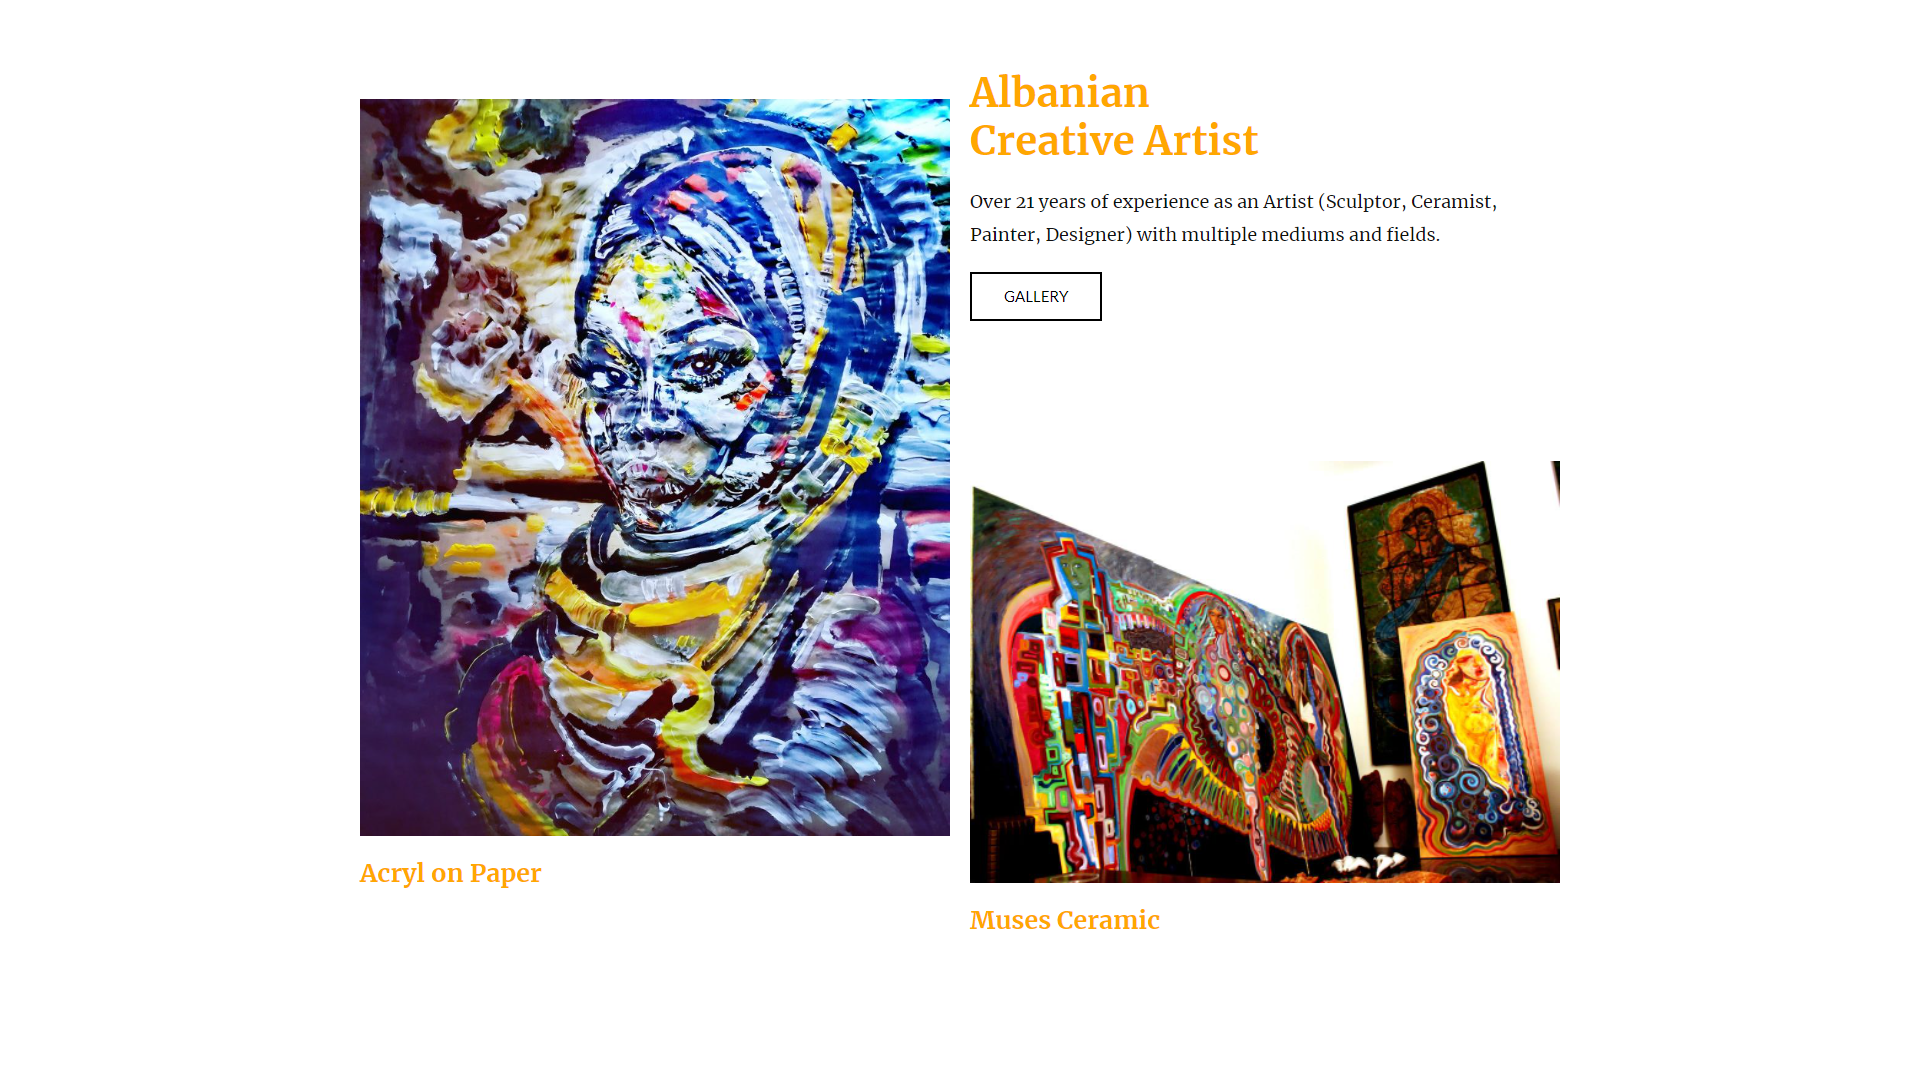 Albanian
Creative Artist
Over 21 years of experience as an Artist (Sculptor, Ceramist,
Painter, Designer) with multiple mediums and fields.
GALLERY
Acryl on Paper
Muses Ceramic